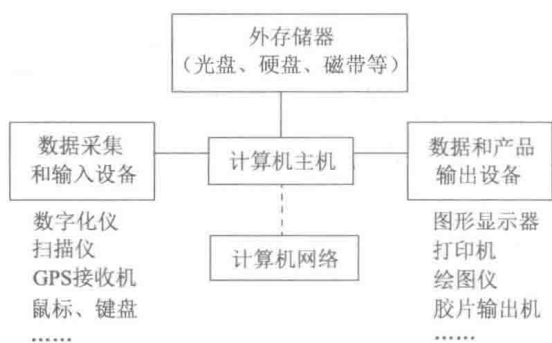 外存储器
（光盘、硬盘、磁带等）
数据采集
和输入设备
计算机主机
数据和产品
输出设备
数字化仪
扫描仪
GPS接收机
鼠标、键盘
……
计算机网络
图形显示器
打印机
绘图仪
胶片输出机
……